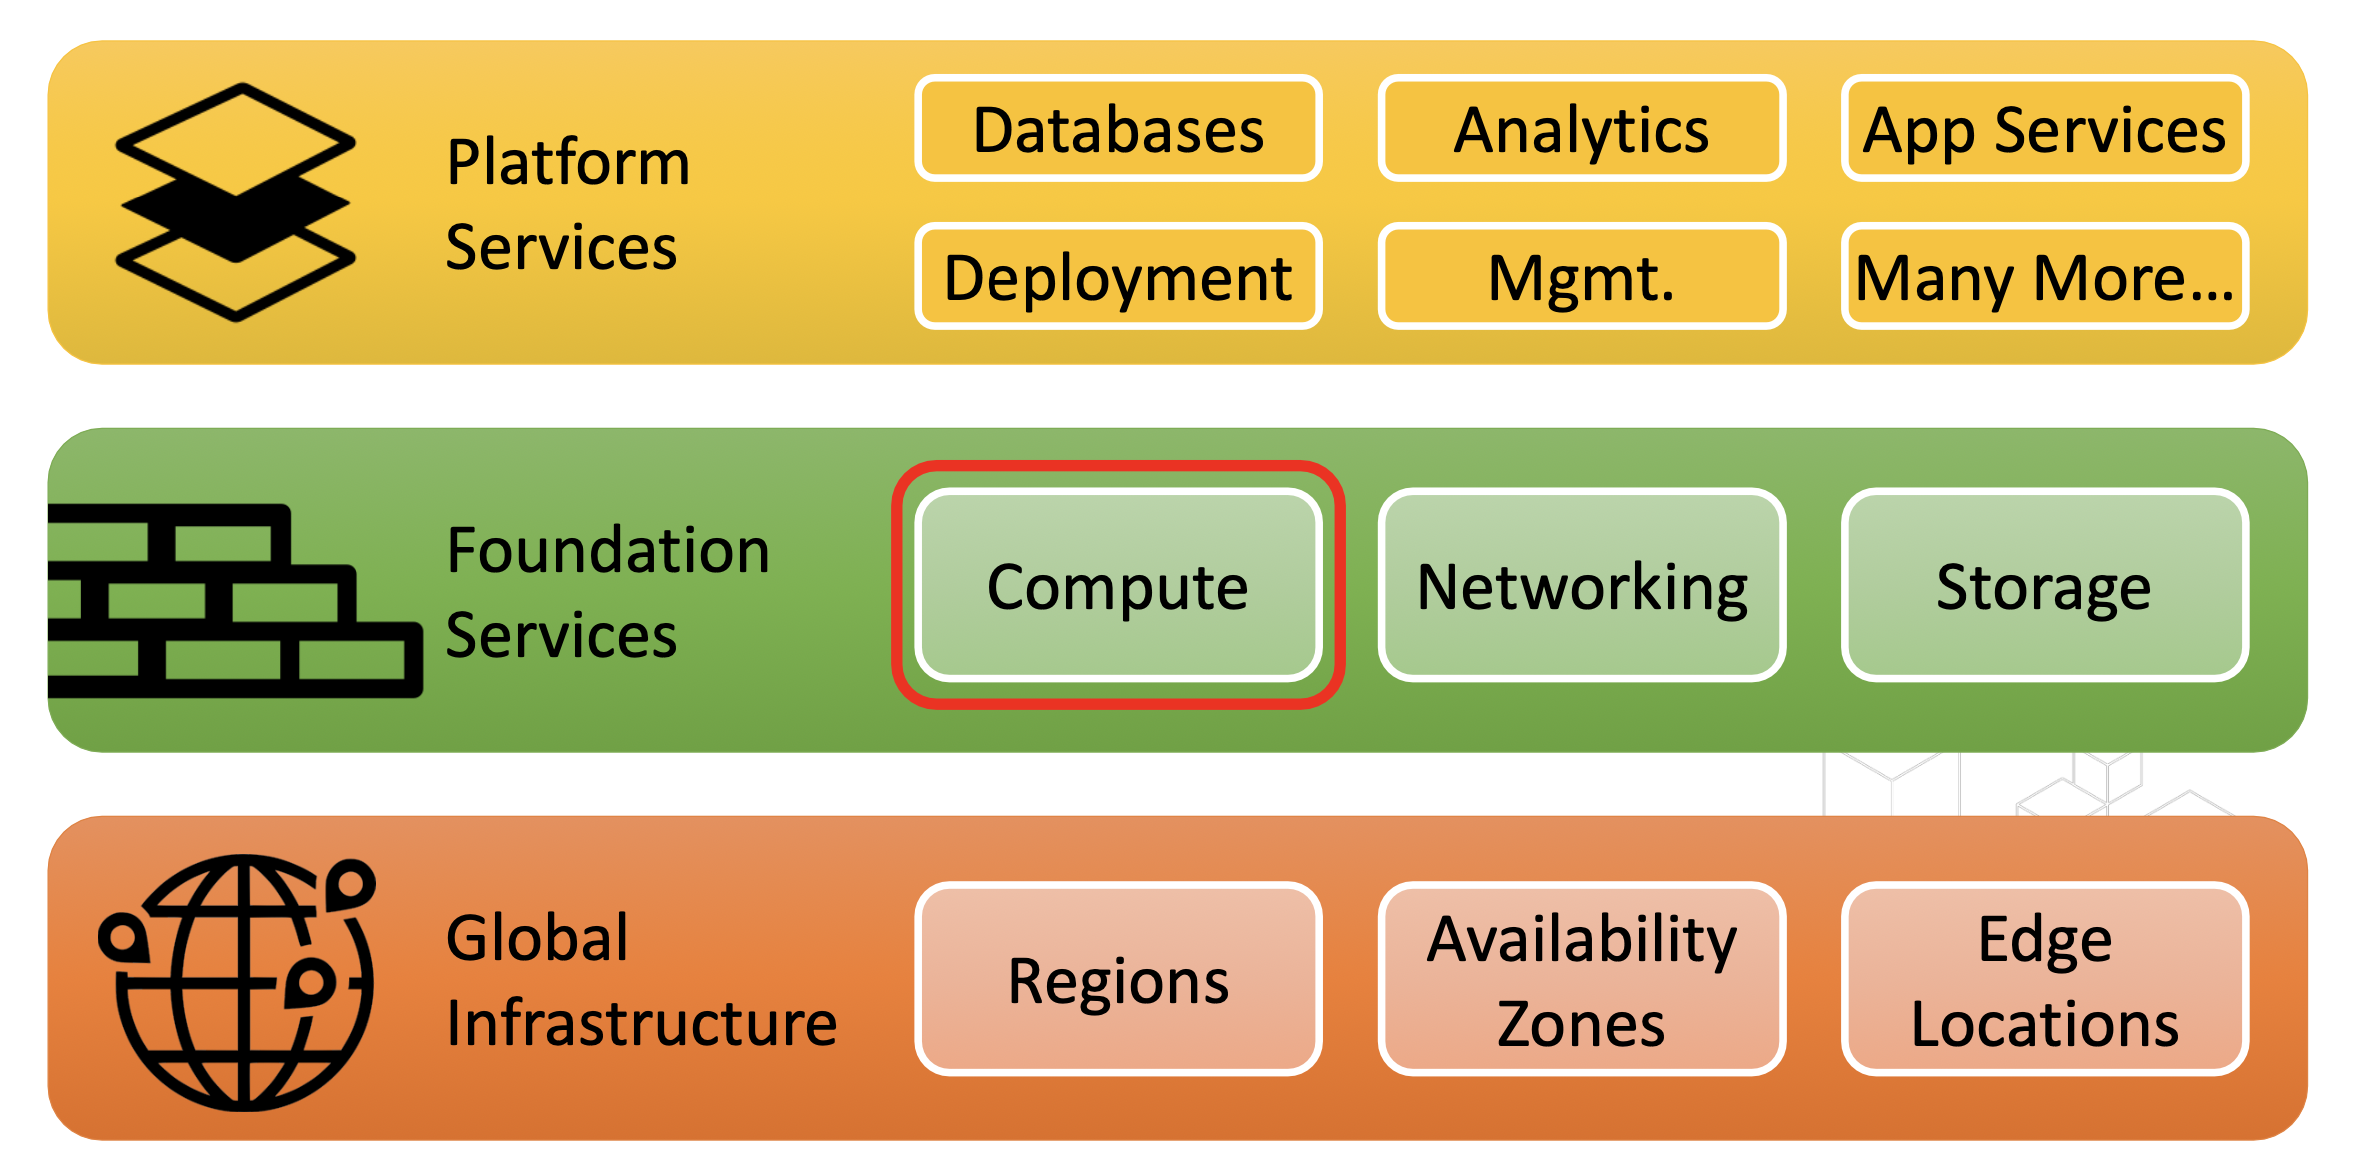 Platform
Services
Databases
Analytics
App Services
Deployment
Mgmt.
Many More...
Foundation
Services
Compute
Networking
Storage
Global
Infrastructure
Regions
Availability
Zones
Edge
Locations